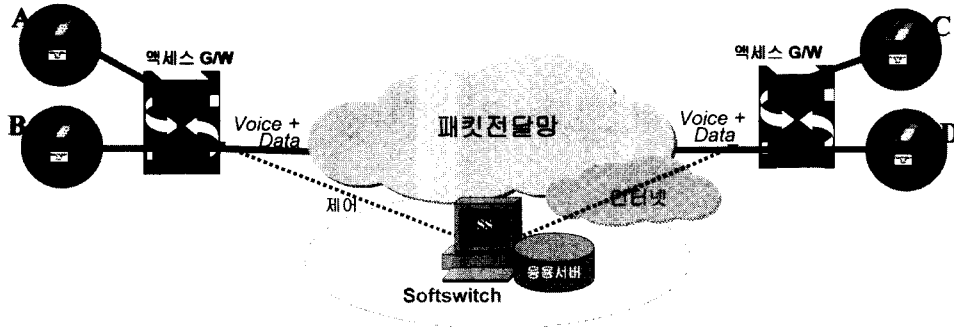 A
액세스 G/W
B
Voice +
Data
패킷전달망
제어
SS
응용서버
Softswitch
인터넷
액세스 G/W
Voice +
Data
C
D